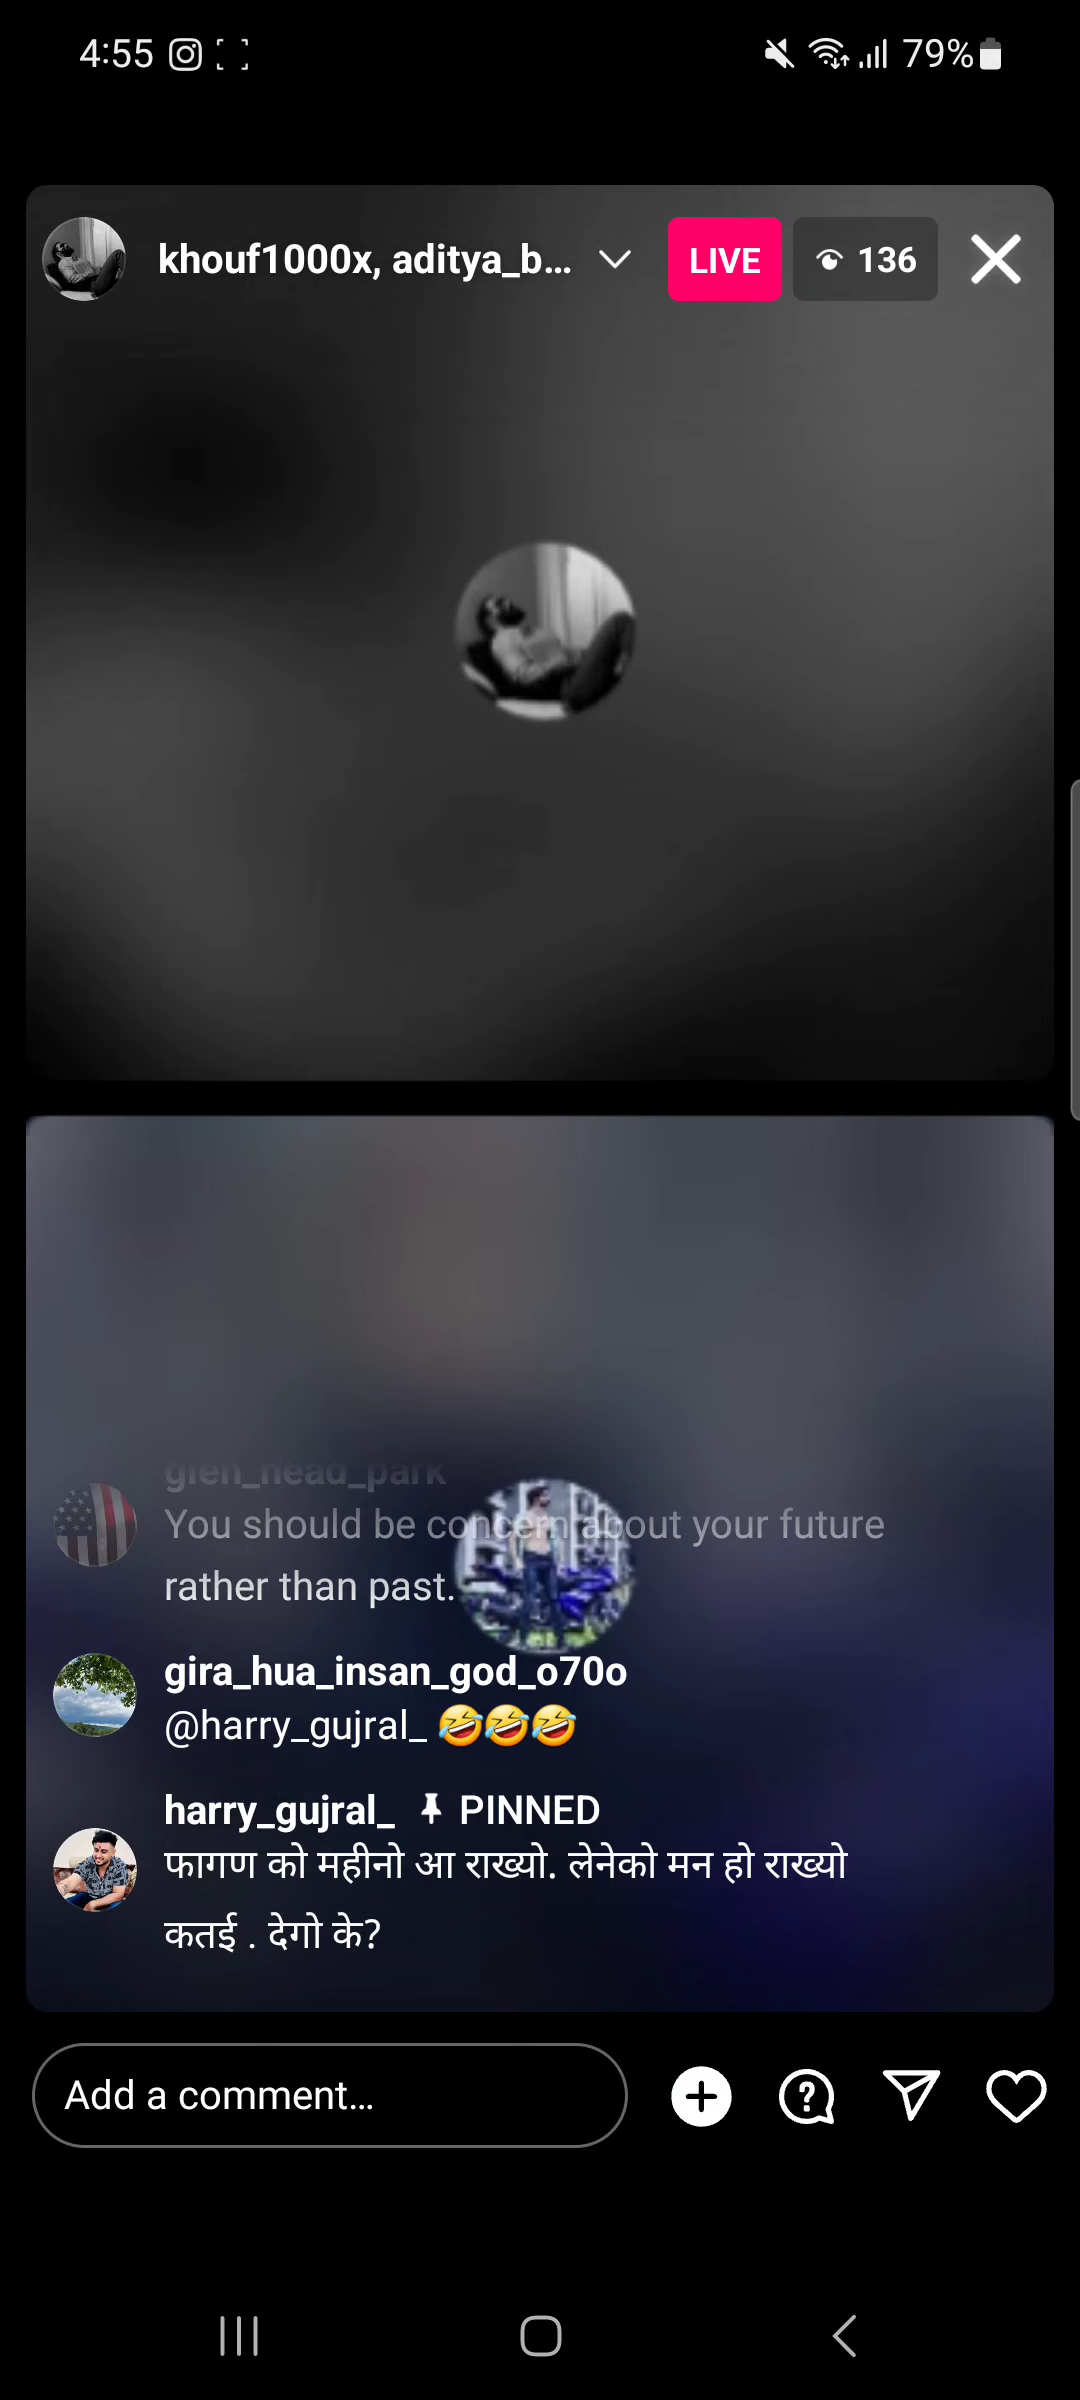 4:55 79%
khouf1000x, aditya_b... LIVE 136
glen_head_park
You should be concern about your future
rather than past.
gira_hua_insan_god_o70o
@harry_gujral_ 🤣🤣🤣
harry_gujral_ PINNED
फागण को महीनो आ राख्यो. लेनेको मन हो राख्यो
कतई . देगो के?
Add a comment...